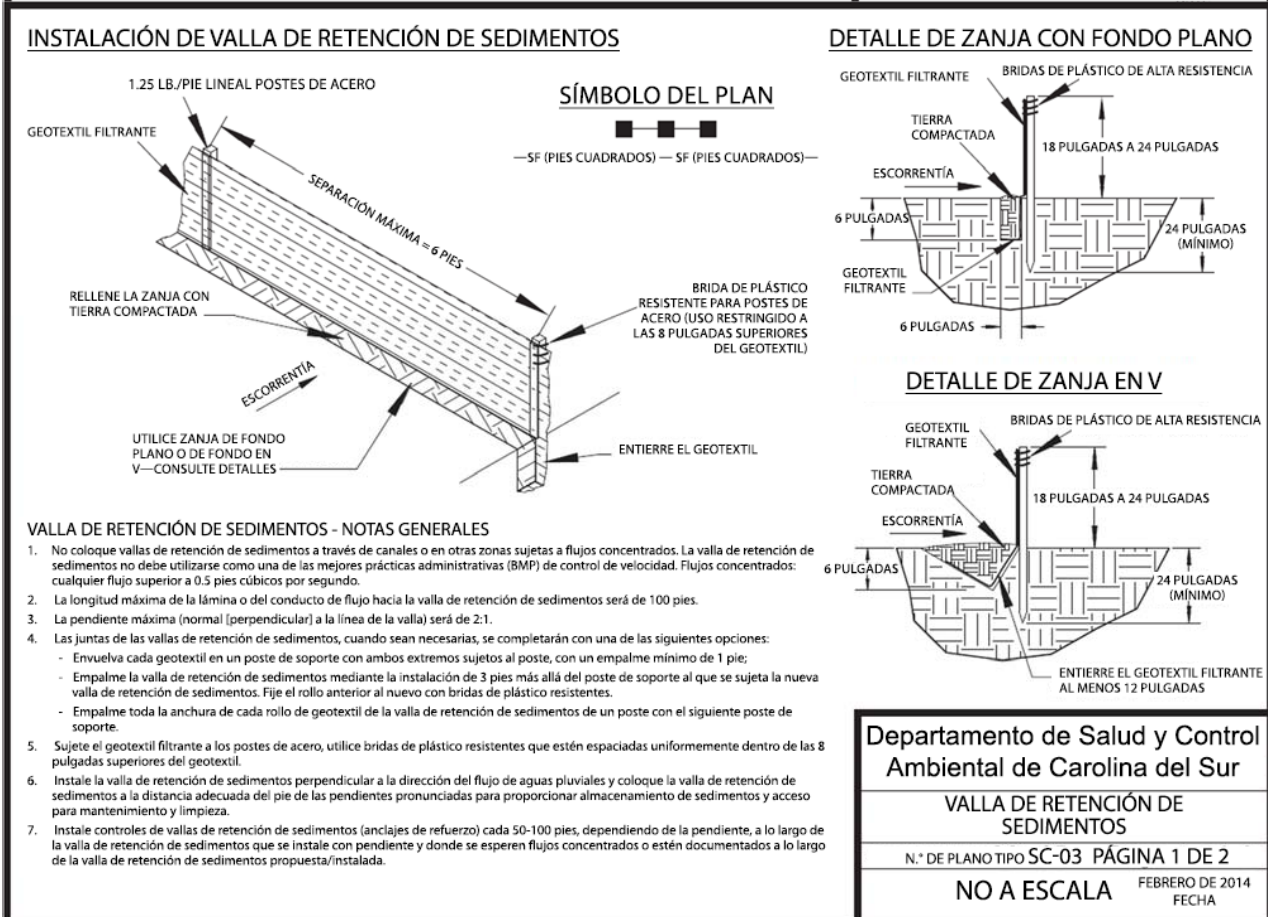 INSTALACIÓN DE VALLA DE RETENCIÓN DE SEDIMENTOS
1.25 LB./PIE LINEAL POSTES DE ACERO
GEOTEXTIL FILTRANTE
SEPARACIÓN MÁXIMA = 6 PIES
RELLENE LA ZANJA CON
TIERRA COMPACTADA
ESCORRENTÍA
UTILICE ZANJA DE FONDO
PLANO O DE FONDO EN
V—CONSULTE DETALLES
BRIDA DE PLÁSTICO
RESISTENTE PARA POSTES DE
ACERO (USO RESTRINGIDO A
LAS 8 PULGADAS SUPERIORES
DEL GEOTEXTIL)
ENTIERRE EL GEOTEXTIL
SÍMBOLO DEL PLAN
—SF (PIES CUADRADOS) — SF (PIES CUADRADOS)—
DETALLE DE ZANJA CON FONDO PLANO
GEOTEXTIL FILTRANTE
BRIDAS DE PLÁSTICO DE ALTA RESISTENCIA
TIERRA
COMPACTADA
18 PULGADAS A 24 PULGADAS
ESCORRENTÍA
6 PULGADAS
24 PULGADAS
(MÍNIMO)
GEOTEXTIL
FILTRANTE
6 PULGADAS
DETALLE DE ZANJA EN V
GEOTEXTIL
FILTRANTE
BRIDAS DE PLÁSTICO DE ALTA RESISTENCIA
TIERRA
COMPACTADA
18 PULGADAS A 24 PULGADAS
ESCORRENTÍA
6 PULGADAS
24 PULGADAS
(MÍNIMO)
ENTIERRE EL GEOTEXTIL FILTRANTE
AL MENOS 12 PULGADAS
VALLA DE RETENCIÓN DE SEDIMENTOS - NOTAS GENERALES
1. No coloque vallas de retención de sedimentos a través de canales o en otras zonas sujetas a flujos concentrados. La valla de retención de
sedimentos no debe utilizarse como una de las mejores prácticas administrativas (BMP) de control de velocidad. Flujos concentrados:
cualquier flujo superior a 0.5 pies cúbicos por segundo.
2. La longitud máxima de la lámina o del conducto de flujo hacia la valla de retención de sedimentos será de 100 pies.
3. La pendiente máxima (normal [perpendicular] a la línea de la valla) será de 2:1.
4. Las juntas de las vallas de retención de sedimentos, cuando sean necesarias, se completarán con una de las siguientes opciones:
- Envuelva cada geotextil en un poste de soporte con ambos extremos sujetos al poste, con un empalme mínimo de 1 pie;
- Empalme la valla de retención de sedimentos mediante la instalación de 3 pies más allá del poste de soporte al que se sujeta la nueva
valla de retención de sedimentos. Fije el rollo anterior al nuevo con bridas de plástico resistentes.
- Empalme toda la anchura de cada rollo de geotextil de la valla de retención de sedimentos de un poste con el siguiente poste de
soporte.
5. Sujete el geotextil filtrante a los postes de acero, utilice bridas de plástico resistentes que estén espaciadas uniformemente dentro de las 8
pulgadas superiores del geotextil.
6. Instale la valla de retención de sedimentos perpendicular a la dirección del flujo de aguas pluviales y coloque la valla de retención de
sedimentos a la distancia adecuada del pie de las pendientes pronunciadas para proporcionar almacenamiento de sedimentos y acceso
para mantenimiento y limpieza.
7. Instale controles de vallas de retención de sedimentos (anclajes de refuerzo) cada 50-100 pies, dependiendo de la pendiente, a lo largo de
la valla de retención de sedimentos que se instale con pendiente y donde se esperen flujos concentrados o estén documentados a lo largo
de la valla de retención de sedimentos propuesta/instalada.
Departamento de Salud y Control
Ambiental de Carolina del Sur
VALLA DE RETENCIÓN DE
SEDIMENTOS
N.° DE PLANO TIPO SC-03 PÁGINA 1 DE 2
NO A ESCALA
FEBRERO DE 2014
FECHA